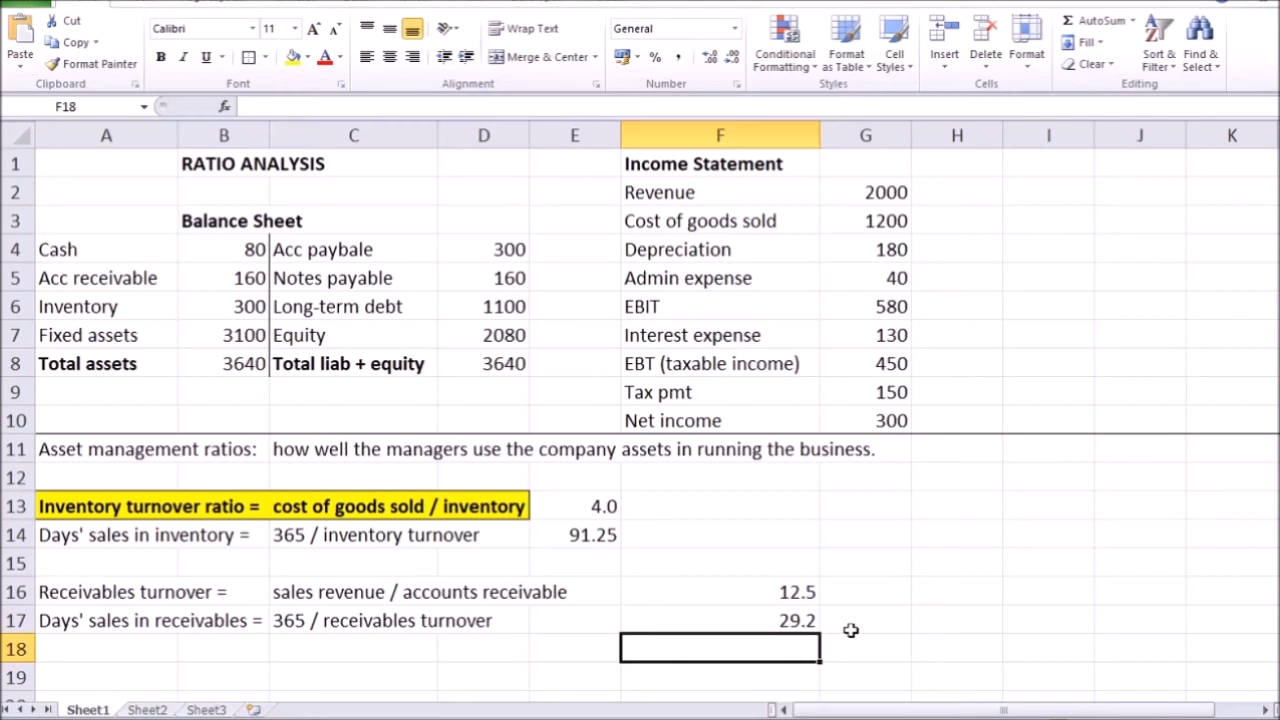 Cut
Calibri 11 A A Wrap Text General Σ AutoSum
Paste Copy Conditional Format Cell Insert Delete Format Fill Sort & Find &
Format Painter B I U A Merge & Center % , Formatting as Table Styles Clear Filter Select
Clipboard Font Alignment Number Styles Cells Editing
F18 fx
A B C D E F G H I J K
1 RATIO ANALYSIS Income Statement
2 Revenue 2000
3 Balance Sheet Cost of goods sold 1200
4 Cash 80 Acc paybale 300 Depreciation 180
5 Acc receivable 160 Notes payable 160 Admin expense 40
6 Inventory 300 Long-term debt 1100 EBIT 580
7 Fixed assets 3100 Equity 2080 Interest expense 130
8 Total assets 3640 Total liab + equity 3640 EBT (taxable income) 450
9 Tax pmt 150
10 Net income 300
11 Asset management ratios: how well the managers use the company assets in running the business.
12
13 Inventory turnover ratio = cost of goods sold / inventory 4.0
14 Days' sales in inventory = 365 / inventory turnover 91.25
15
16 Receivables turnover = sales revenue / accounts receivable 12.5
17 Days' sales in receivables = 365 / receivables turnover 29.2
18
19
Sheet1 Sheet2 Sheet3